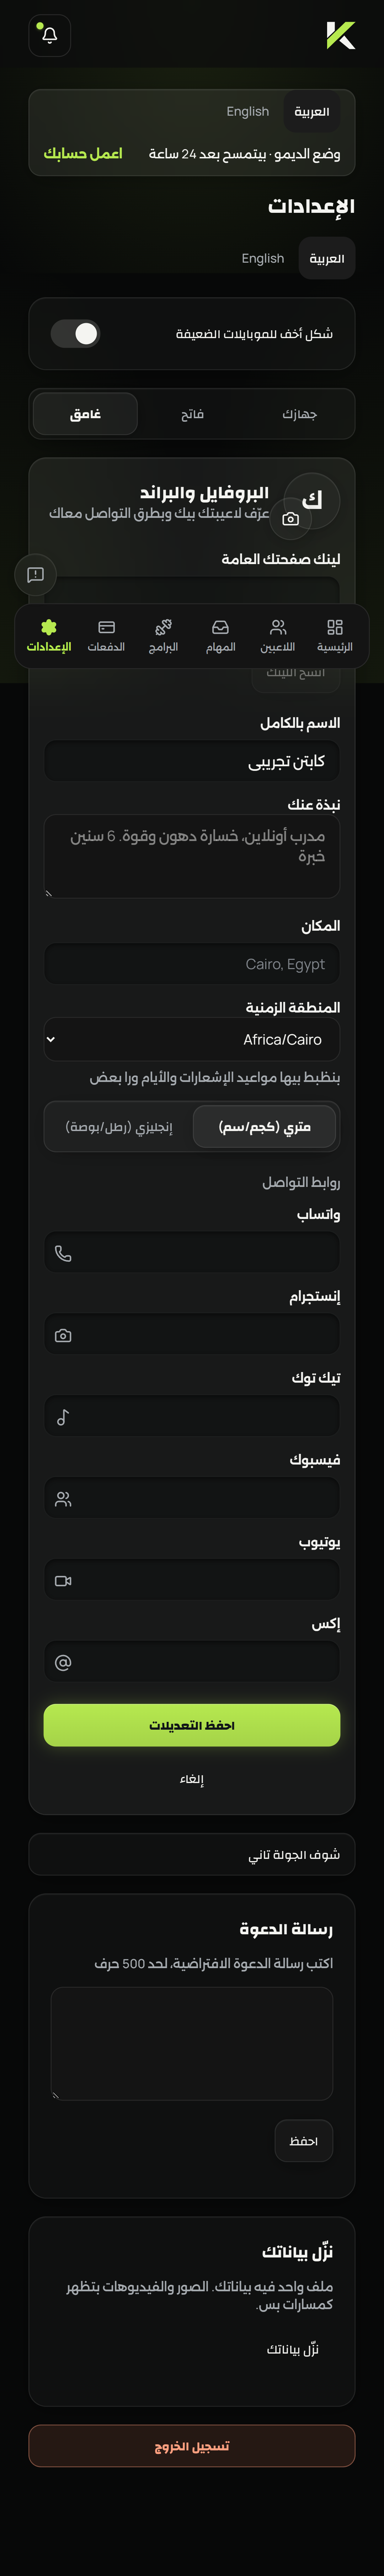 العربية
English
وضع الديمو · بيتمسح بعد 24 ساعة
اعمل حسابك
الإعدادات
العربية
English
شكل أخف للموبايلات الضعيفة
جهازك
فاتح
غامق
ك
البروفايل والبراند
عرّف لاعيبتك بيك وبطرق التواصل معاك
لينك صفحتك العامة
الرئيسية
اللاعبين
المهام
البرامج
الدفعات
الإعدادات
انسخ اللينك
الاسم بالكامل
كابتن تجريبي
نبذة عنك
مدرب أونلاين، خسارة دهون وقوة. 6 سنين
خبرة
المكان
Cairo, Egypt
المنطقة الزمنية
Africa/Cairo
بنظبط بيها مواعيد الإشعارات والأيام ورا بعض
متري (كجم/سم)
إنجليزي (رطل/بوصة)
روابط التواصل
واتساب
إنستجرام
تيك توك
فيسبوك
يوتيوب
إكس
احفظ التعديلات
إلغاء
شوف الجولة تاني
رسالة الدعوة
اكتب رسالة الدعوة الافتراضية، لحد 500 حرف
احفظ
نزّل بياناتك
ملف واحد فيه بياناتك. الصور والفيديوهات بتظهر
كمسارات بس.
نزّل بياناتك
تسجيل الخروج